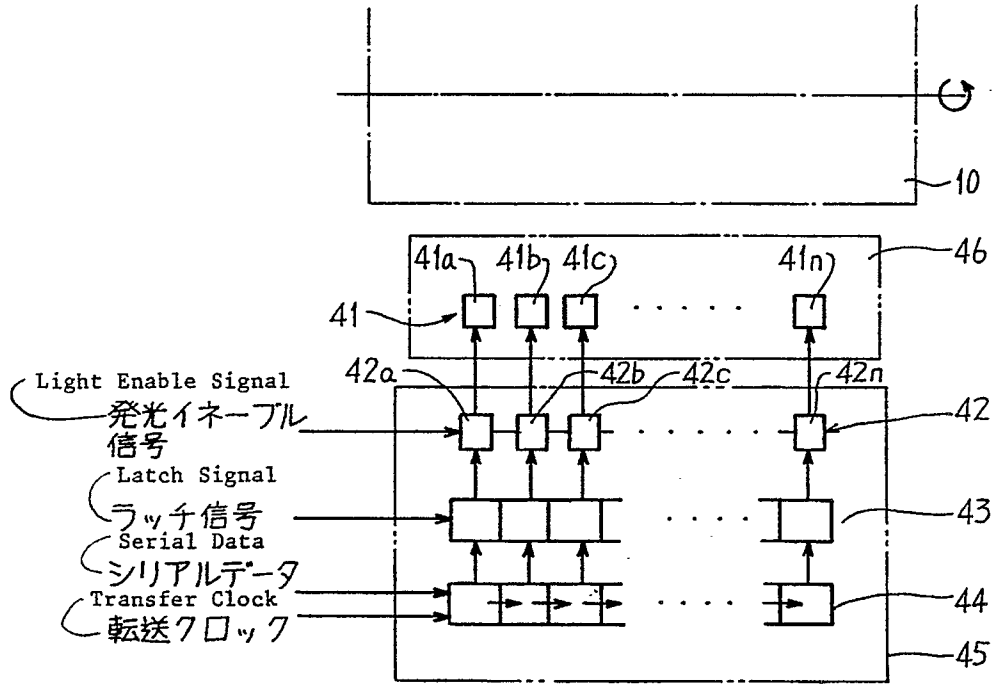 10
46
41a 41b 41c 41n
41
42a 42b 42c 42n
Light Enable Signal
発光イネーブル
信号
42
Latch Signal
ラッチ信号
43
Serial Data
シリアルデータ
Transfer Clock
転送クロック
44
45